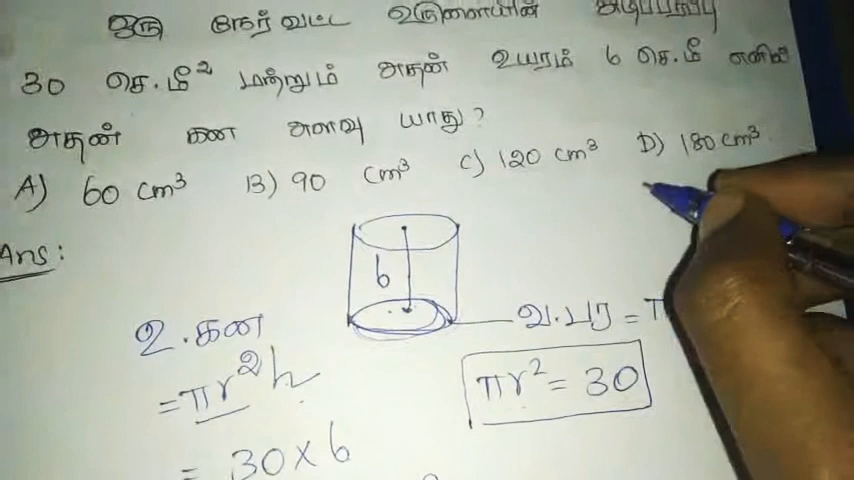 ஒரு நேர் வட்ட உருளையின் அடிப்பரப்பு
30 செ.மீ² மற்றும் அதன் உயரம் 6 செ.மீ எனில்
அதன் கன அளவு யாது?
A) 60 cm³ B) 90 cm³ C) 120 cm³ D) 180 cm³
Ans:
6
உ.கன வ.பர = π
= πr²h πr² = 30
= 30 × 6